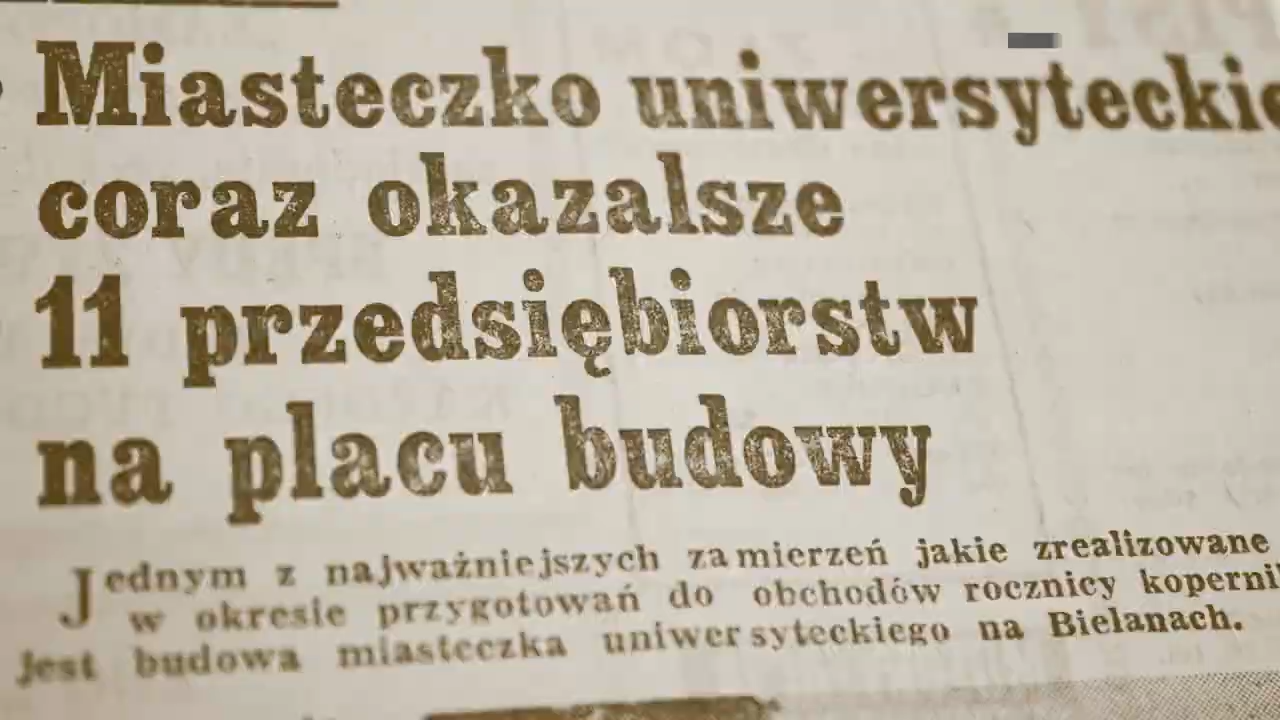 Miasteczko uniwersyteckie
coraz okazalsze
11 przedsiębiorstw
na placu budowy
Jednym z najważniejszych zamierzeń jakie zrealizowane
w okresie przygotowań do obchodów rocznicy kopernik
jest budowa miasteczka uniwersyteckiego na Bielanach.